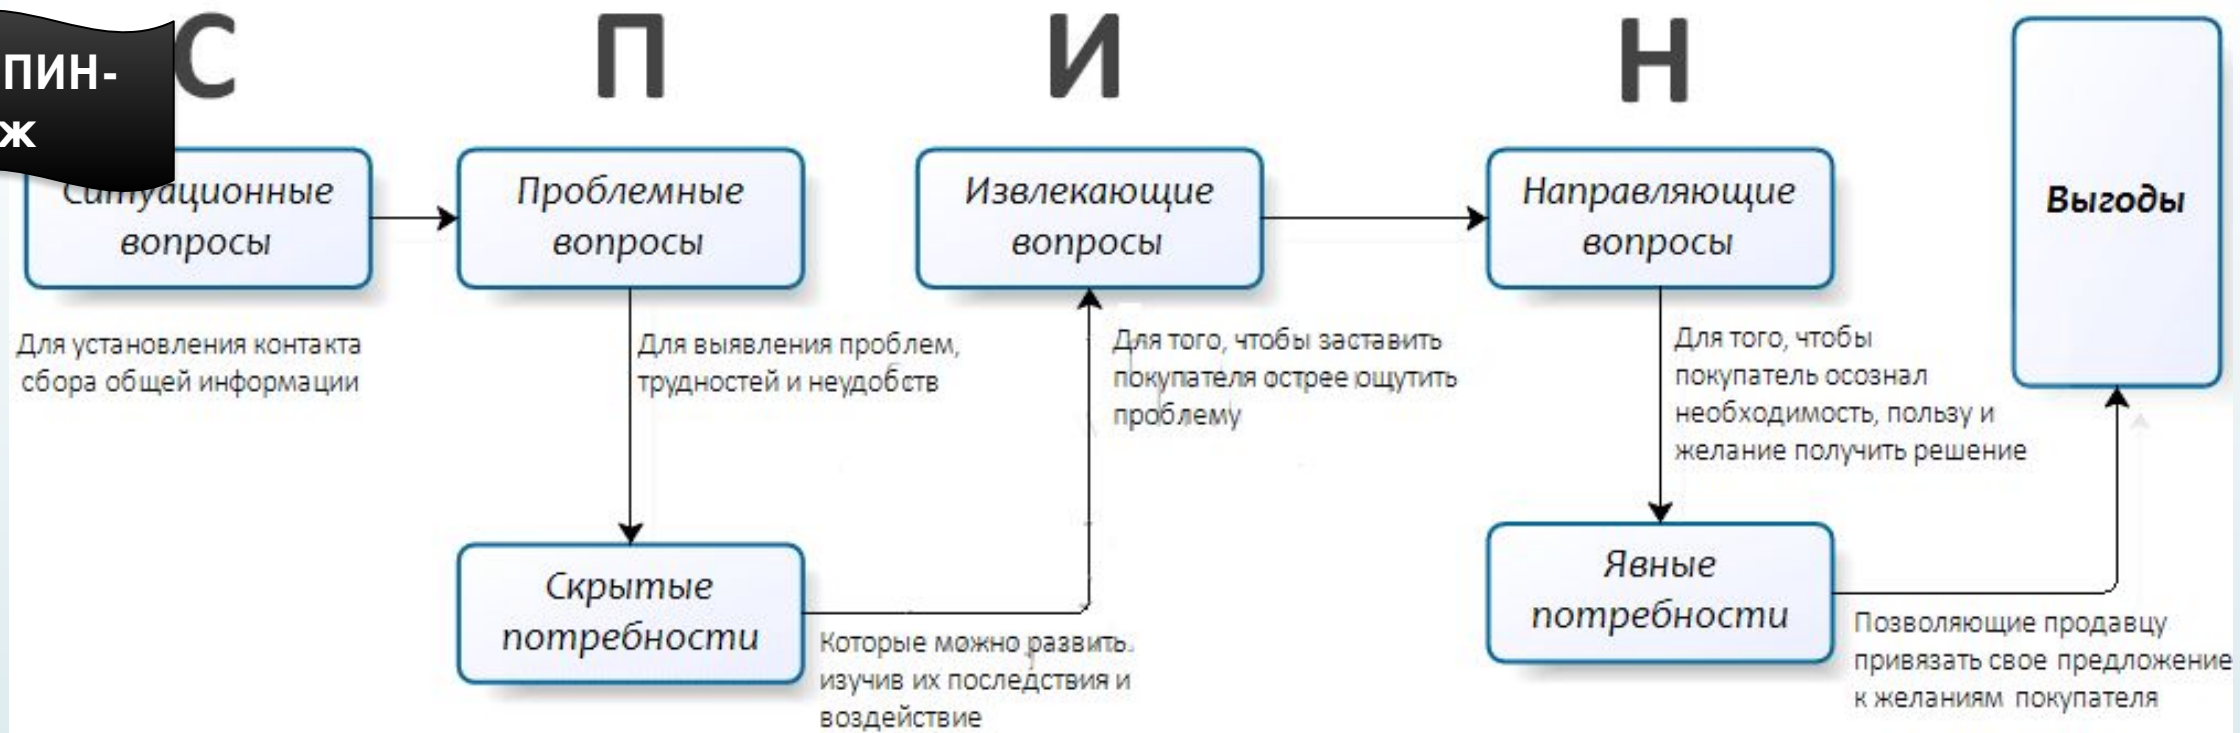 С П И Н
ПИН-
ж
Ситуационные
вопросы
Проблемные
вопросы
Извлекающие
вопросы
Направляющие
вопросы
Выгоды
Для установления контакта
сбора общей информации
Для выявления проблем,
трудностей и неудобств
Для того, чтобы заставить
покупателя острее ощутить
проблему
Для того, чтобы
покупатель осознал
необходимость, пользу и
желание получить решение
Скрытые
потребности
Которые можно развить.
изучив их последствия и
воздействие
Явные
потребности
Позволяющие продавцу
привязать свое предложение
к желаниям покупателя